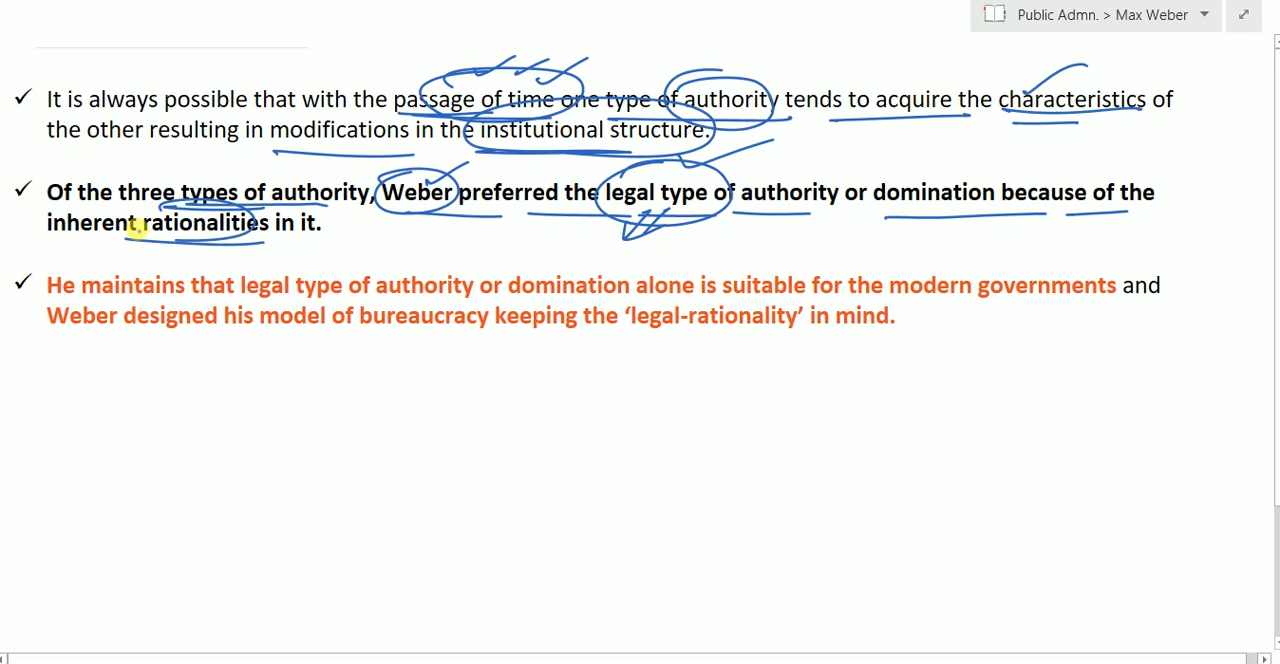 Public Admn. > Max Weber
✓ It is always possible that with the passage of time one type of authority tends to acquire the characteristics of
the other resulting in modifications in the institutional structure.
✓ Of the three types of authority, Weber preferred the legal type of authority or domination because of the
inherent rationalities in it.
✓ He maintains that legal type of authority or domination alone is suitable for the modern governments and
Weber designed his model of bureaucracy keeping the ‘legal-rationality’ in mind.